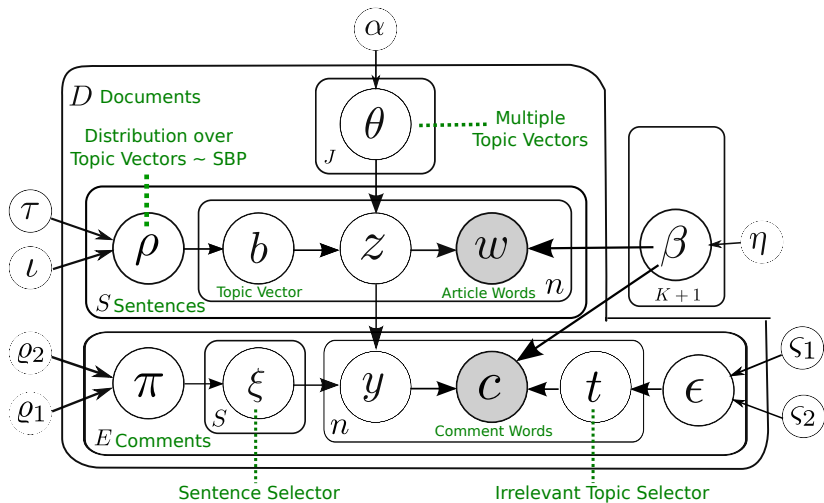 α
D Documents
θ
J
Multiple
Topic Vectors
Distribution over
Topic Vectors ~ SBP
τ
ι
ρ
b
z
w
β
η
Topic Vector
Article Words
n
K + 1
S Sentences
ϱ2
ϱ1
π
ξ
S
y
n
c
t
ϵ
ς1
ς2
E Comments
Comment Words
Sentence Selector
Irrelevant Topic Selector